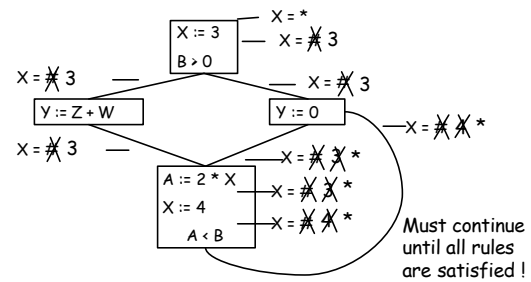 X = *
X := 3
X = # 3
B > 0
X = # 3
X = # 3
Y := Z + W
Y := 0
X = # 4 *
X = # 3
X = # 3 *
A := 2 * X
X = # 3 *
X := 4
X = # 4 *
A < B
Must continue
until all rules
are satisfied !